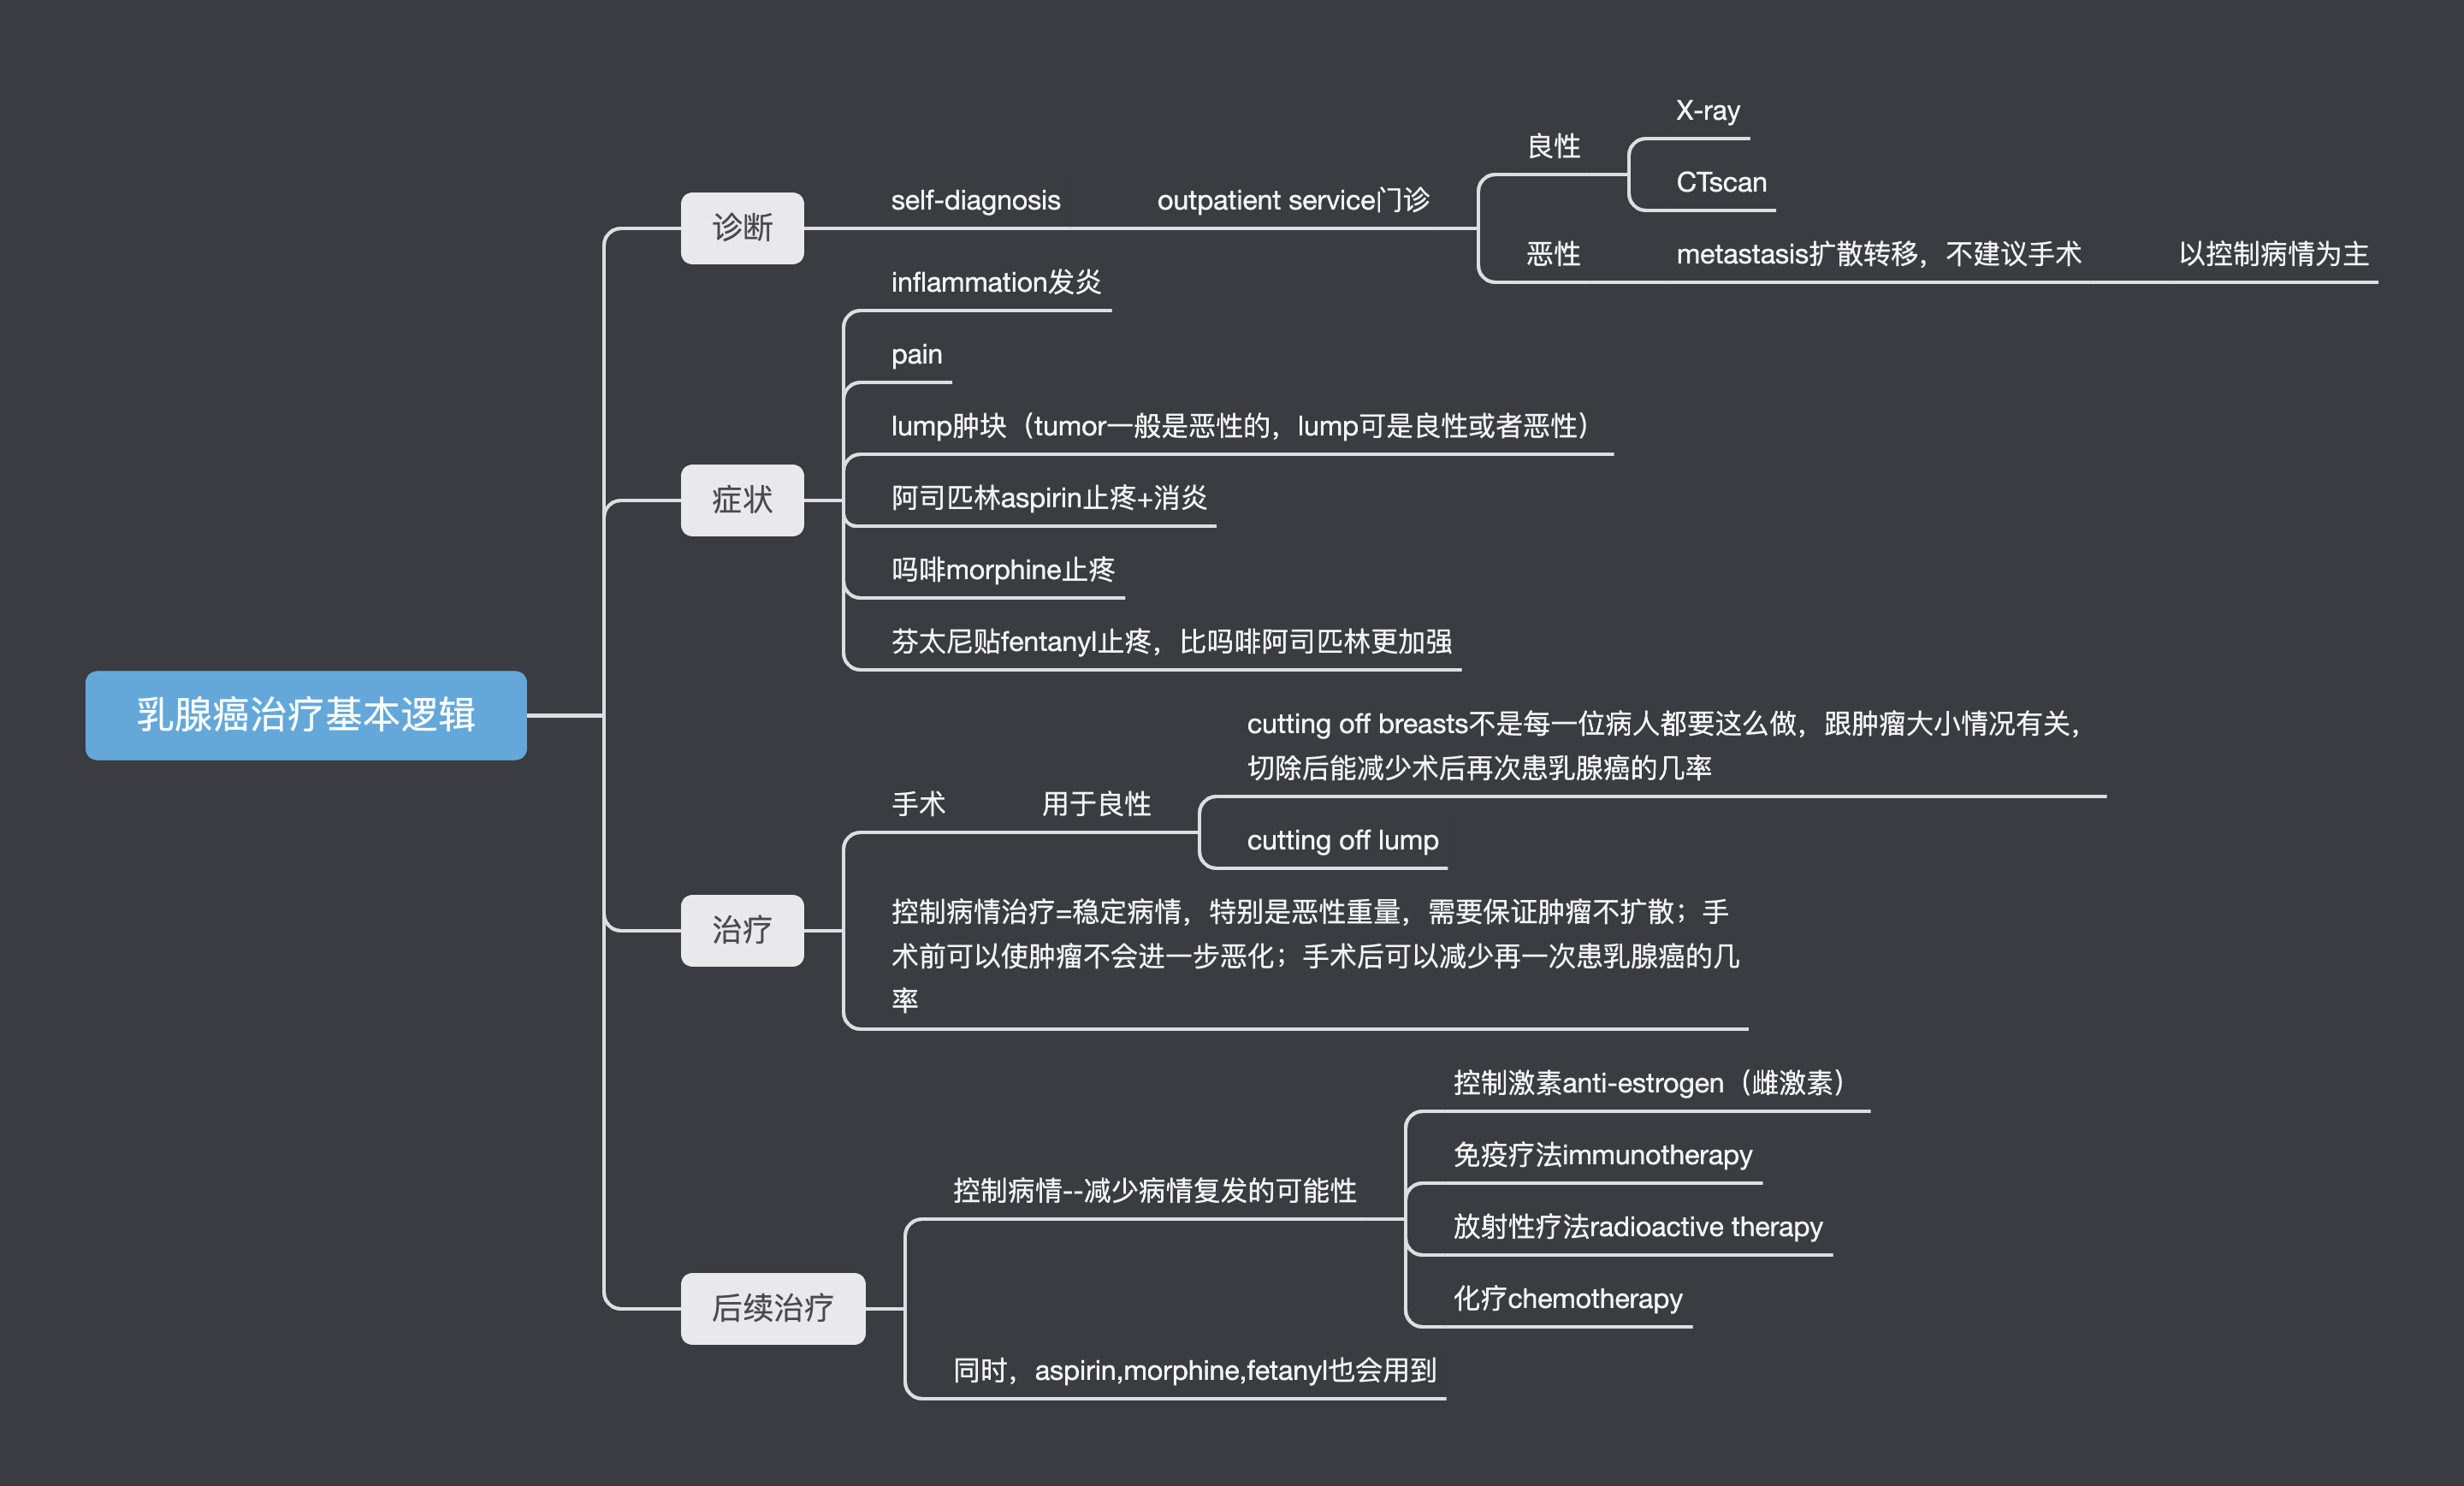 乳腺癌治疗基本逻辑
诊断
self-diagnosis
outpatient service门诊
良性
X-ray
CTscan
恶性
metastasis扩散转移，不建议手术
以控制病情为主
症状
inflammation发炎
pain
lump肿块（tumor一般是恶性的，lump可是良性或者恶性）
阿司匹林aspirin止疼+消炎
吗啡morphine止疼
芬太尼贴fentanyl止疼，比吗啡阿司匹林更加强
治疗
手术
用于良性
cutting off breasts不是每一位病人都要这么做，跟肿瘤大小情况有关，
切除后能减少术后再次患乳腺癌的几率
cutting off lump
控制病情治疗=稳定病情，特别是恶性重量，需要保证肿瘤不扩散；手
术前可以使肿瘤不会进一步恶化；手术后可以减少再一次患乳腺癌的几
率
后续治疗
控制病情--减少病情复发的可能性
控制激素anti-estrogen（雌激素）
免疫疗法immunotherapy
放射性疗法radioactive therapy
化疗chemotherapy
同时，aspirin,morphine,fetanyl也会用到